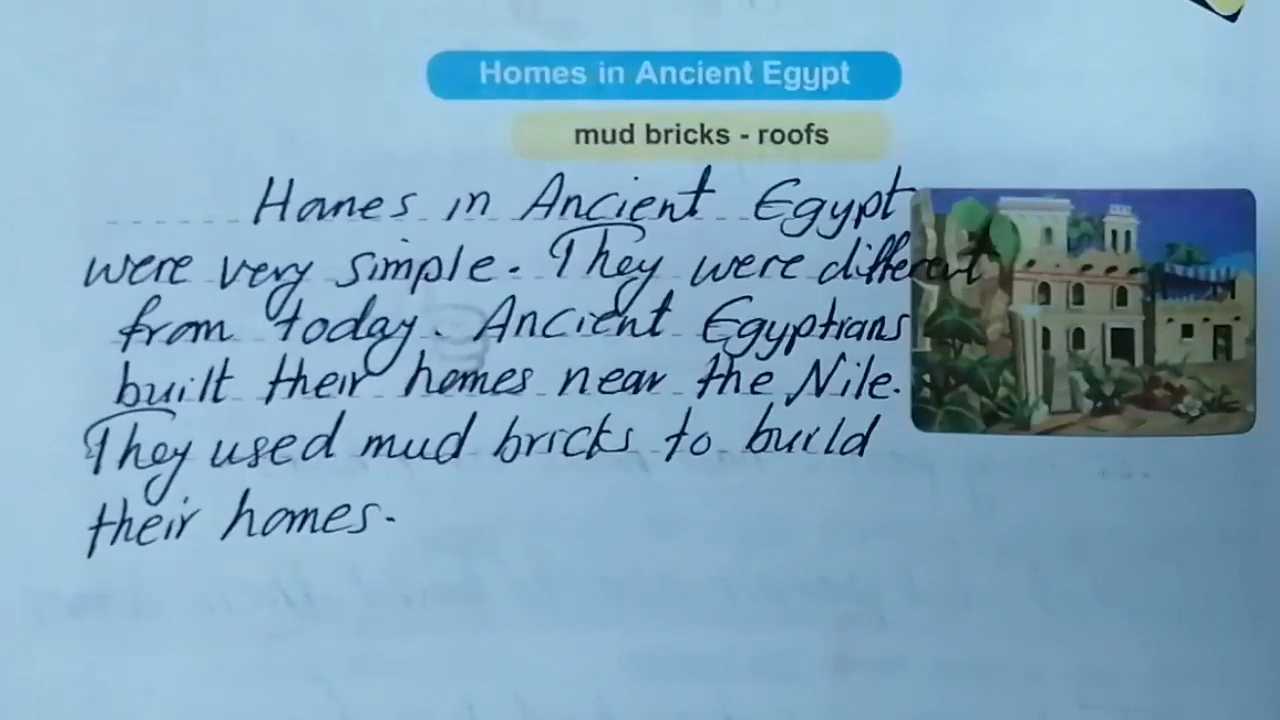 Homes in Ancient Egypt
mud bricks - roofs
Homes in Ancient Egypt
were very simple. They were different
from today. Ancient Egyptians
built their homes near the Nile.
They used mud bricks to build
their homes.